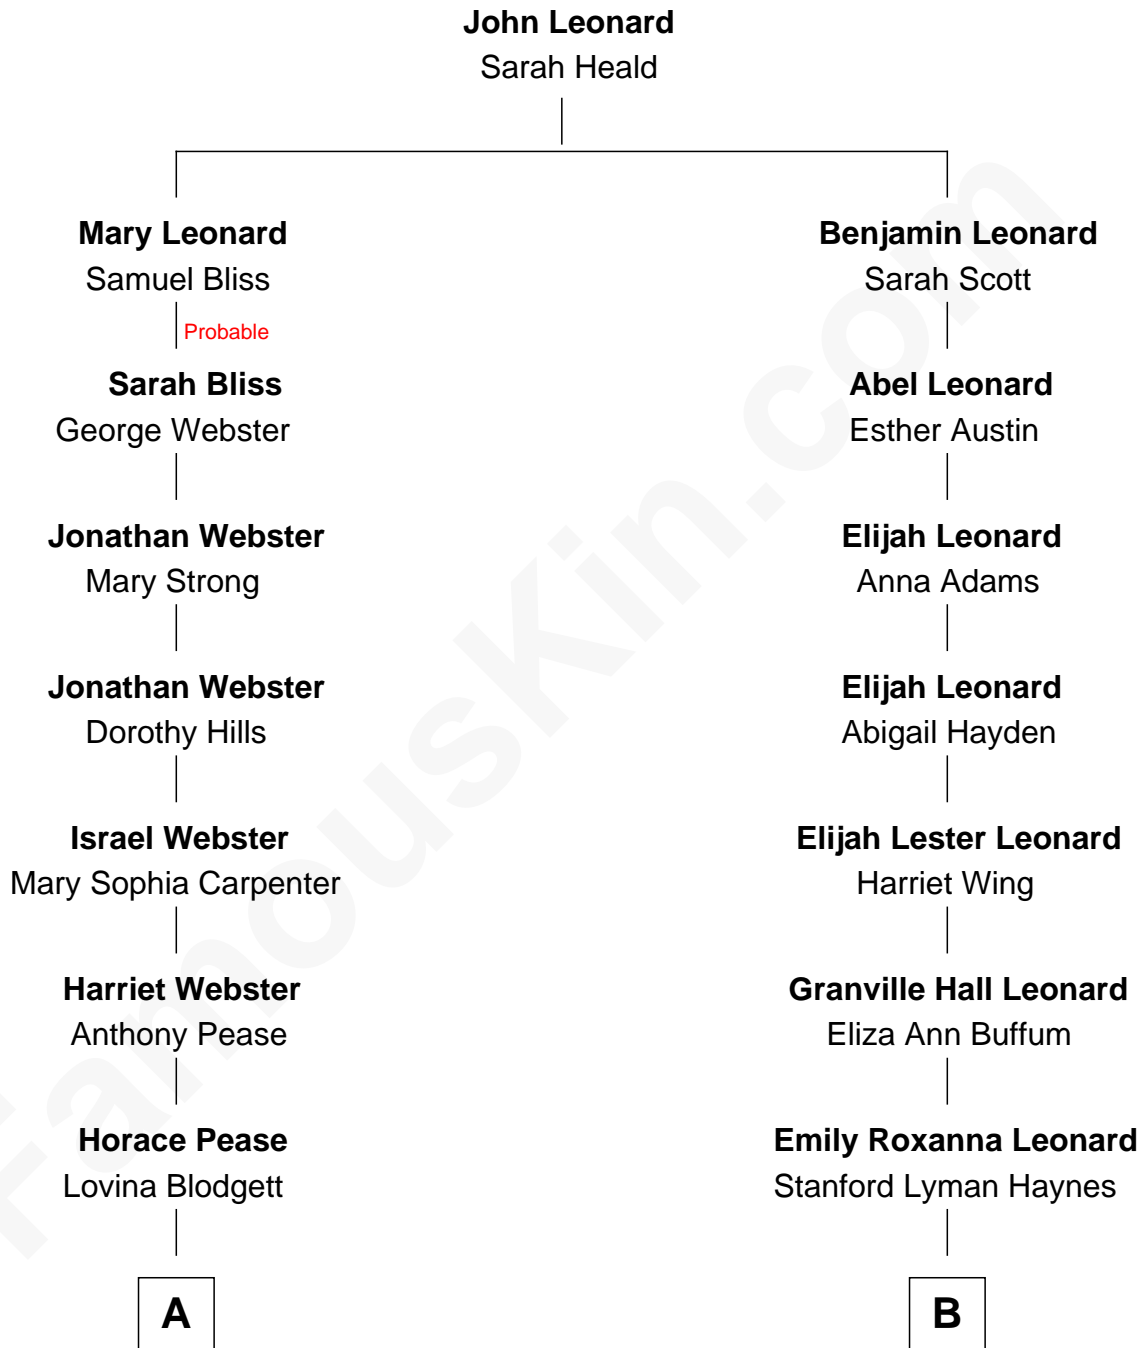 John Leonard
Sarah Heald
Mary Leonard
Samuel Bliss
Probable
Sarah Bliss
George Webster
Jonathan Webster
Mary Strong
Jonathan Webster
Dorothy Hills
Israel Webster
Mary Sophia Carpenter
Harriet Webster
Anthony Pease
Horace Pease
Lovina Blodgett
A
Benjamin Leonard
Sarah Scott
Abel Leonard
Esther Austin
Elijah Leonard
Anna Adams
Elijah Leonard
Abigail Hayden
Elijah Lester Leonard
Harriet Wing
Granville Hall Leonard
Eliza Ann Buffum
Emily Roxanna Leonard
Stanford Lyman Haynes
B
FamousKin.com